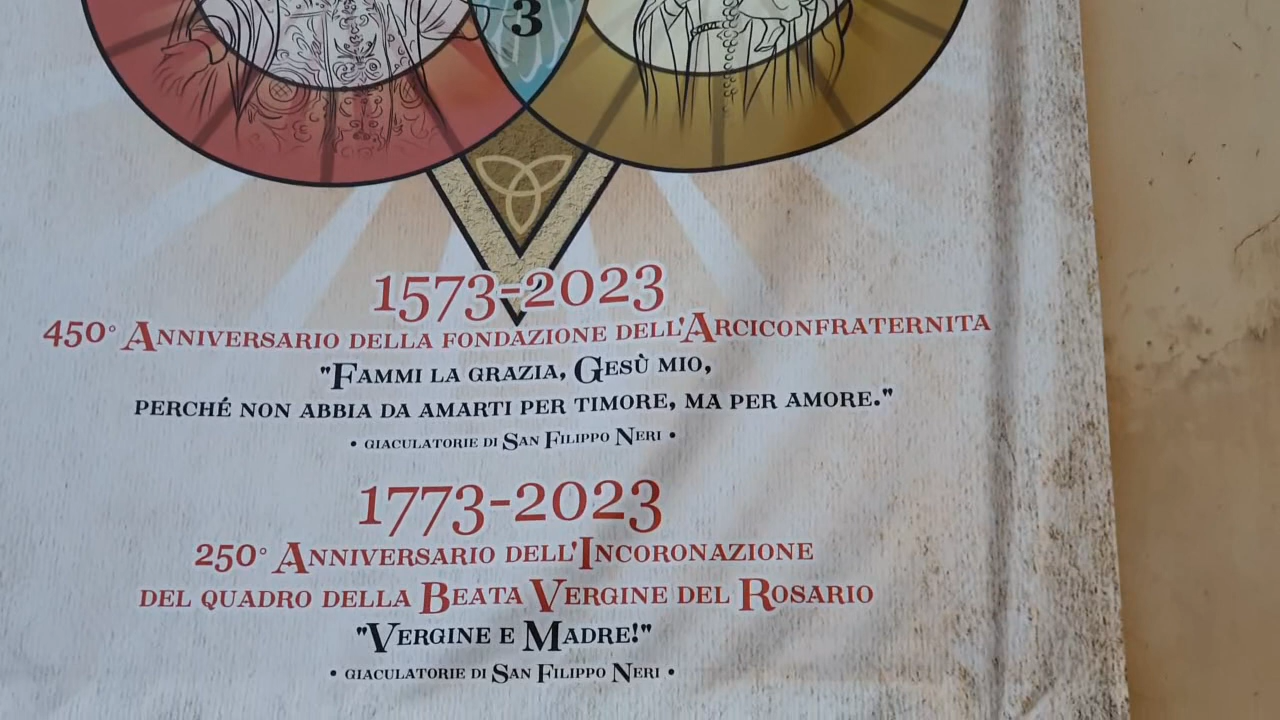 3
1573-2023
450° Anniversario della fondazione dell'Arciconfraternita
"Fammi la grazia, Gesù mio,
perché non abbia da amarti per timore, ma per amore."
• giaculatorie di San Filippo Neri •
1773-2023
250° Anniversario dell'Incoronazione
del quadro della Beata Vergine del Rosario
"Vergine e Madre!"
• giaculatorie di San Filippo Neri •